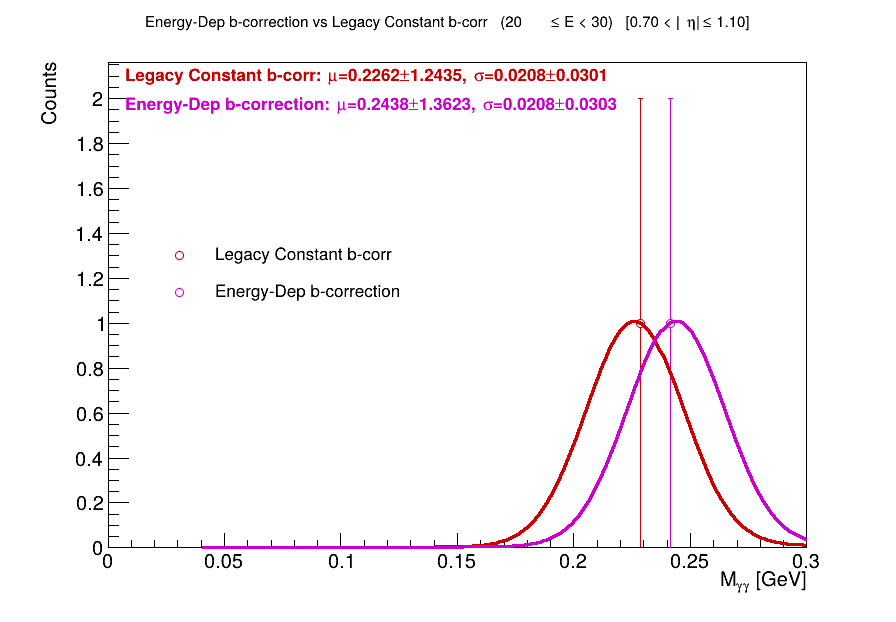 Energy-Dep b-correction vs Legacy Constant b-corr (20 ≤ E < 30) [0.70 < | η| ≤ 1.10]
Counts
Legacy Constant b-corr: μ=0.2262±1.2435, σ=0.0208±0.0301
Energy-Dep b-correction: μ=0.2438±1.3623, σ=0.0208±0.0303
2
1.8
1.6
1.4
1.2
1
0.8
0.6
0.4
0.2
0
Legacy Constant b-corr
Energy-Dep b-correction
0 0.05 0.1 0.15 0.2 0.25 0.3
Mγγ [GeV]